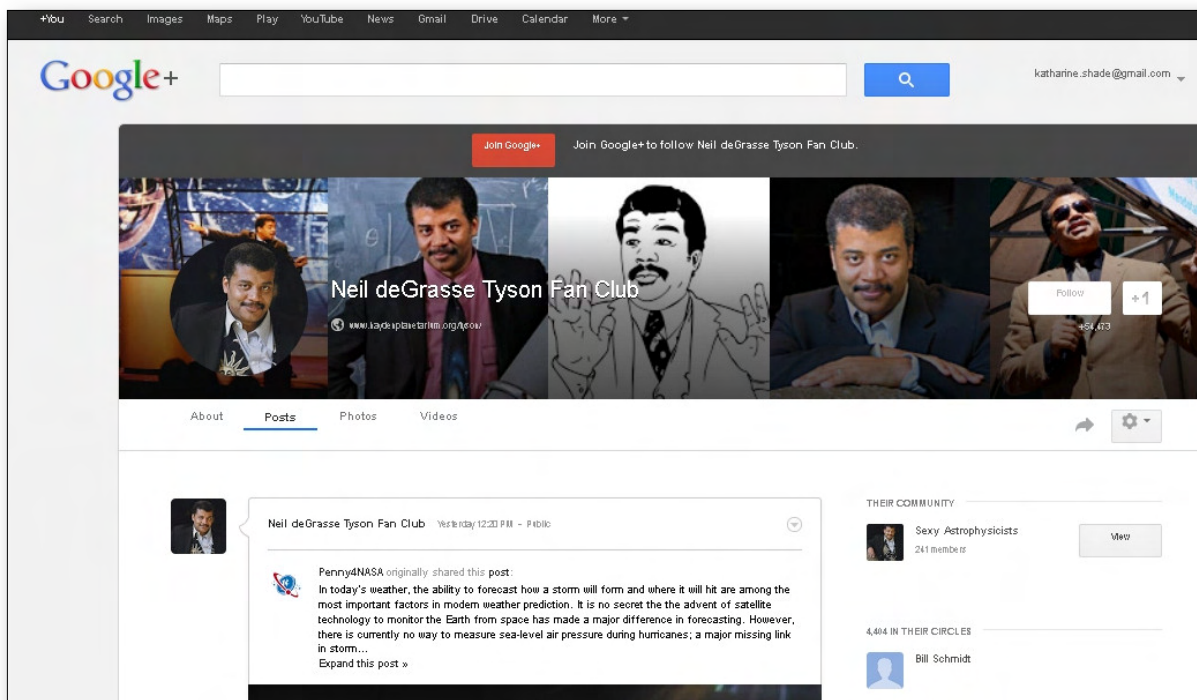 +You Search Images Maps Play YouTube News Gmail Drive Calendar More
Google+
katharine.shade@gmail.com
Join Google+ Join Google+ to follow Neil deGrasse Tyson Fan Club.
Neil deGrasse Tyson Fan Club
www.haydenplanetarium.org/tyson/
Follow +1
+54,473
About Posts Photos Videos
THEIR COMMUNITY
Sexy Astrophysicists
241 members
View
4,404 IN THEIR CIRCLES
Bill Schmidt
Neil deGrasse Tyson Fan Club Yesterday 12:20 PM - Public
Penny4NASA originally shared this post:
In today's weather, the ability to forecast how a storm will form and where it will hit are among the
most important factors in modern weather prediction. It is no secret the the advent of satellite
technology to monitor the Earth from space has made a major difference in forecasting. However,
there is currently no way to measure sea-level air pressure during hurricanes; a major missing link
in storm...
Expand this post »